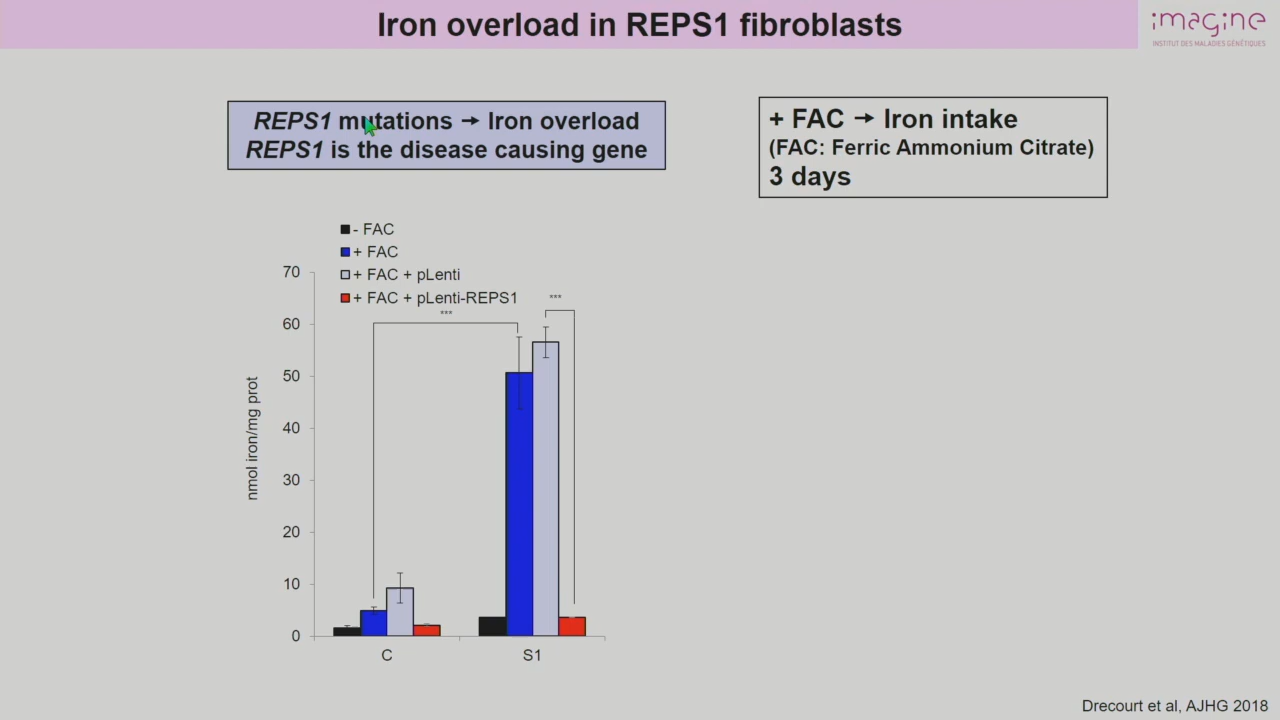 Iron overload in REPS1 fibroblasts
imagine
INSTITUT DES MALADIES GÉNÉTIQUES
REPS1 mutations → Iron overload
REPS1 is the disease causing gene
+ FAC → Iron intake
(FAC: Ferric Ammonium Citrate)
3 days
- FAC
+ FAC
+ FAC + pLenti
+ FAC + pLenti-REPS1
***
***
70
60
50
40
30
20
10
0
nmol iron/mg prot
C
S1
Drecourt et al, AJHG 2018